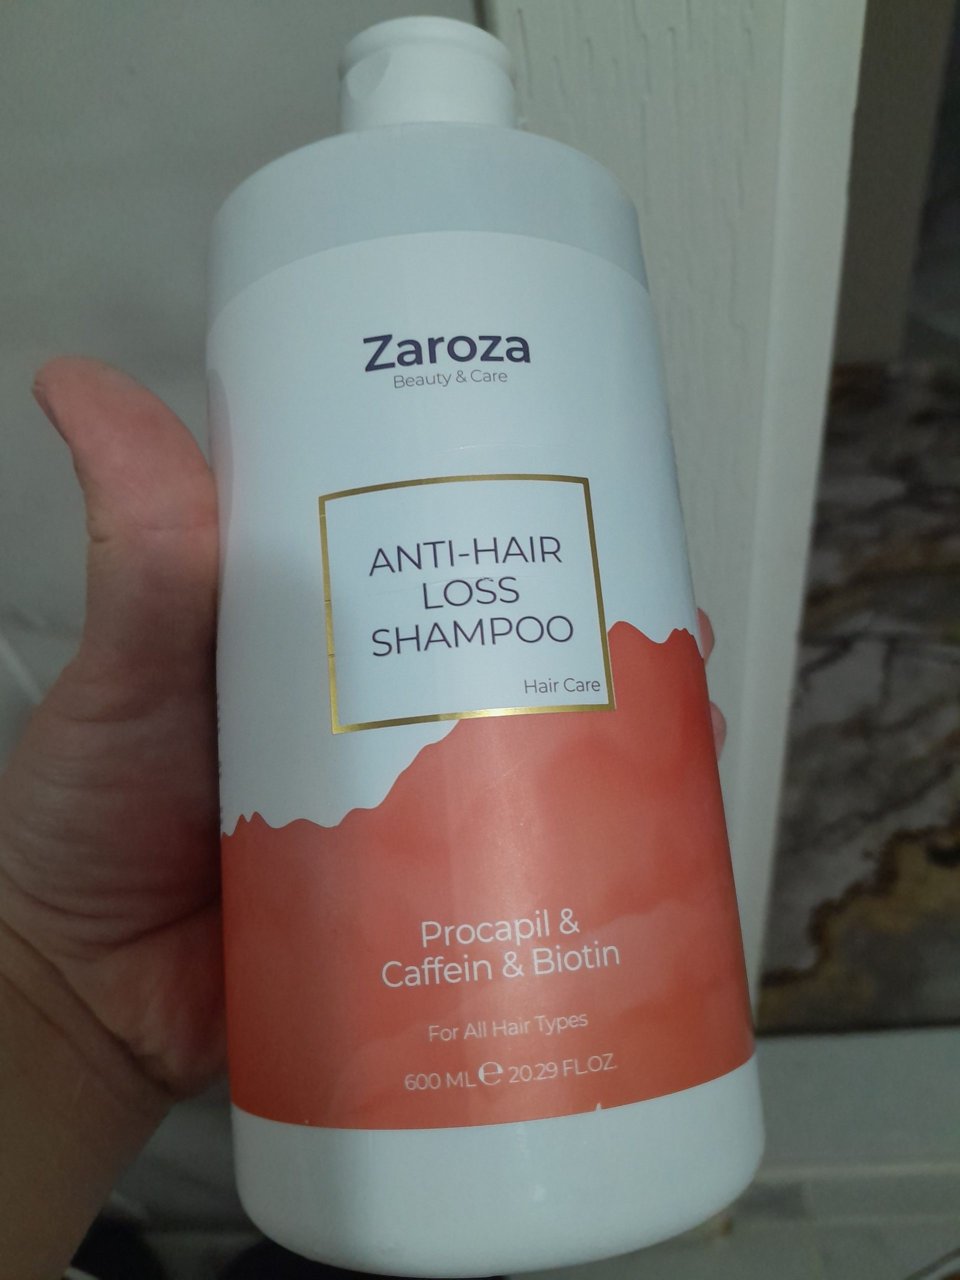 Zaroza
Beauty & Care
ANTI-HAIR
LOSS
SHAMPOO
Hair Care
Procapil &
Caffein & Biotin
For All Hair Types
600 ML ℮ 20.29 FL.OZ.